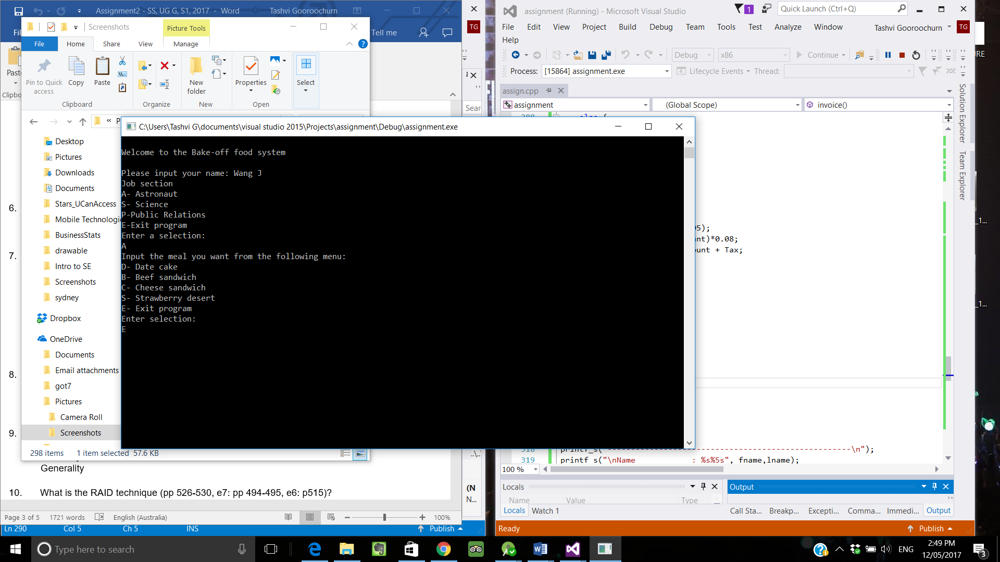 Assignment2 - SS, UG G, S1, 2017 - Word
Tashvi Gooroochurn
Tell me
TG
Paste
Clipbo
Screenshots
Picture Tools
File
Home
Share
View
Manage
Pin to Quick access
Copy
Paste
Clipboard
Organize
New folder
New
Properties
Open
Select
Desktop
Pictures
Downloads
Documents
Stars_UCanAccess
Mobile Technologi
BusinessStats
drawable
Intro to SE
Screenshots
sydney
Dropbox
OneDrive
Documents
Email attachments
got7
Pictures
Camera Roll
Screenshots
298 items
1 item selected 57.6 KB
C:\Users\Tashvi G\documents\visual studio 2015\Projects\assignment\Debug\assignment.exe
Welcome to the Bake-off food system
Please input your name: Wang J
Job section
A- Astronaut
S- Science
P-Public Relations
E-Exit program
Enter a selection:
A
Input the meal you want from the following menu:
D- Date cake
B- Beef sandwich
C- Cheese sandwich
S- Strawberry desert
E- Exit program
Enter selection:
E
6.
7.
8.
9.
Generality
10. What is the RAID technique (pp 526-530, e7: pp 494-495, e6: p515)?
Page 3 of 5
1721 words
English (Australia)
100%
Ln 290
Col 5
Ch 5
INS
Publish
Sear
(N
N...
assignment (Running) - Microsoft Visual Studio
1
Quick Launch (Ctrl+Q)
File
Edit
View
Project
Build
Debug
Team
Tools
Test
Analyze
Window
Tashvi Gooroochurn
TG
Help
Debug
x86
Continue
Process:
[15864] assignment.exe
Lifecycle Events
Thread:
assign.cpp
assignment
(Global Scope)
invoice()
Solution Explorer
Team Explorer
5);
nt)*0.08;
unt + Tax;
319
printf_s("\nName : %s%5s", fname,lname);
100 %
Locals
Name
Value
Type
Locals
Watch 1
Output
Call Sta...
Breakp...
Excepti...
Comma...
Immedi...
Output
Ready
Publish
URE
_1...
_1...
Type here to search
ENG
2:49 PM
12/05/2017
3